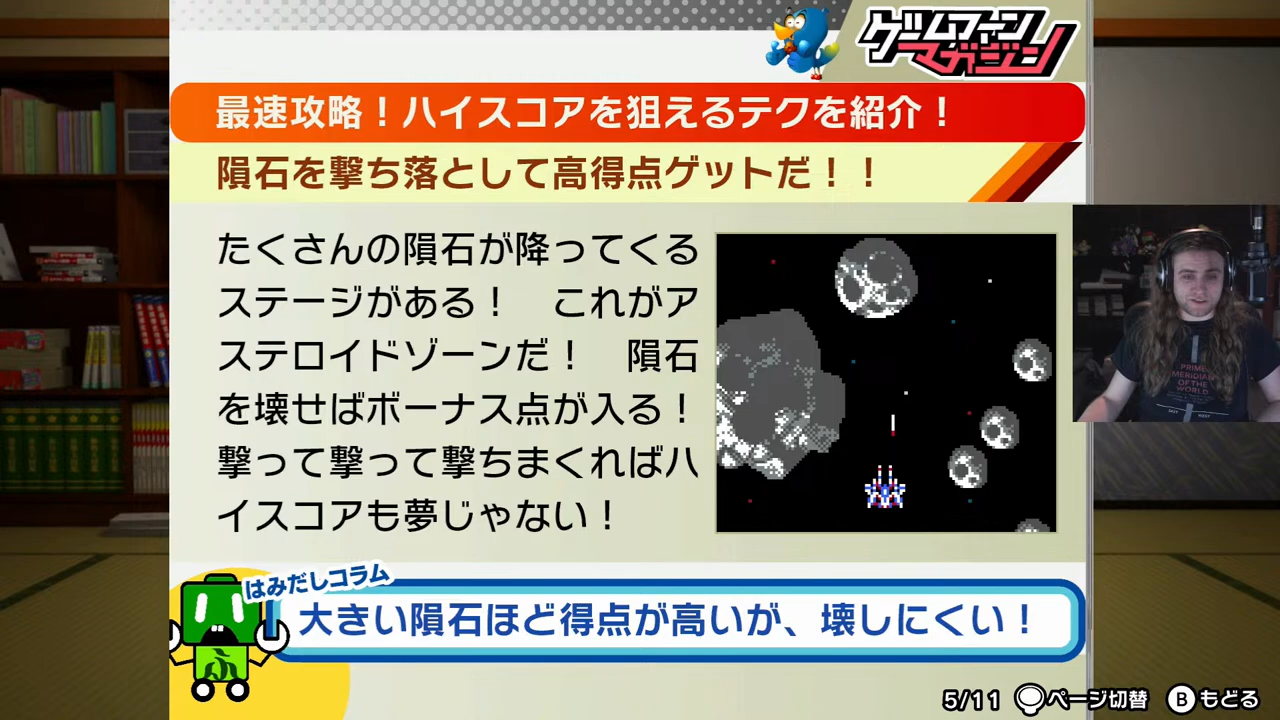 ゲームファン
マガジン
最速攻略！ハイスコアを狙えるテクを紹介！
隕石を撃ち落として高得点ゲットだ！！
たくさんの隕石が降ってくる
ステージがある！　これがア
ステロイドゾーンだ！　隕石
を壊せばボーナス点が入る！
撃って撃って撃ちまくればハ
イスコアも夢じゃない！
PRIME
MERIDIAN
OF THE
WORLD
はみだしコラム
大きい隕石ほど得点が高いが、壊しにくい！
ふ
5/11 ページ切替 B もどる